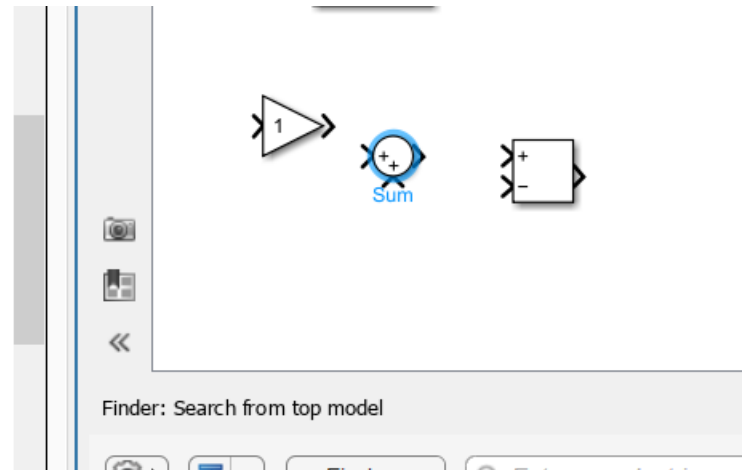 1
+
+
Sum
+
−
Finder: Search from top model